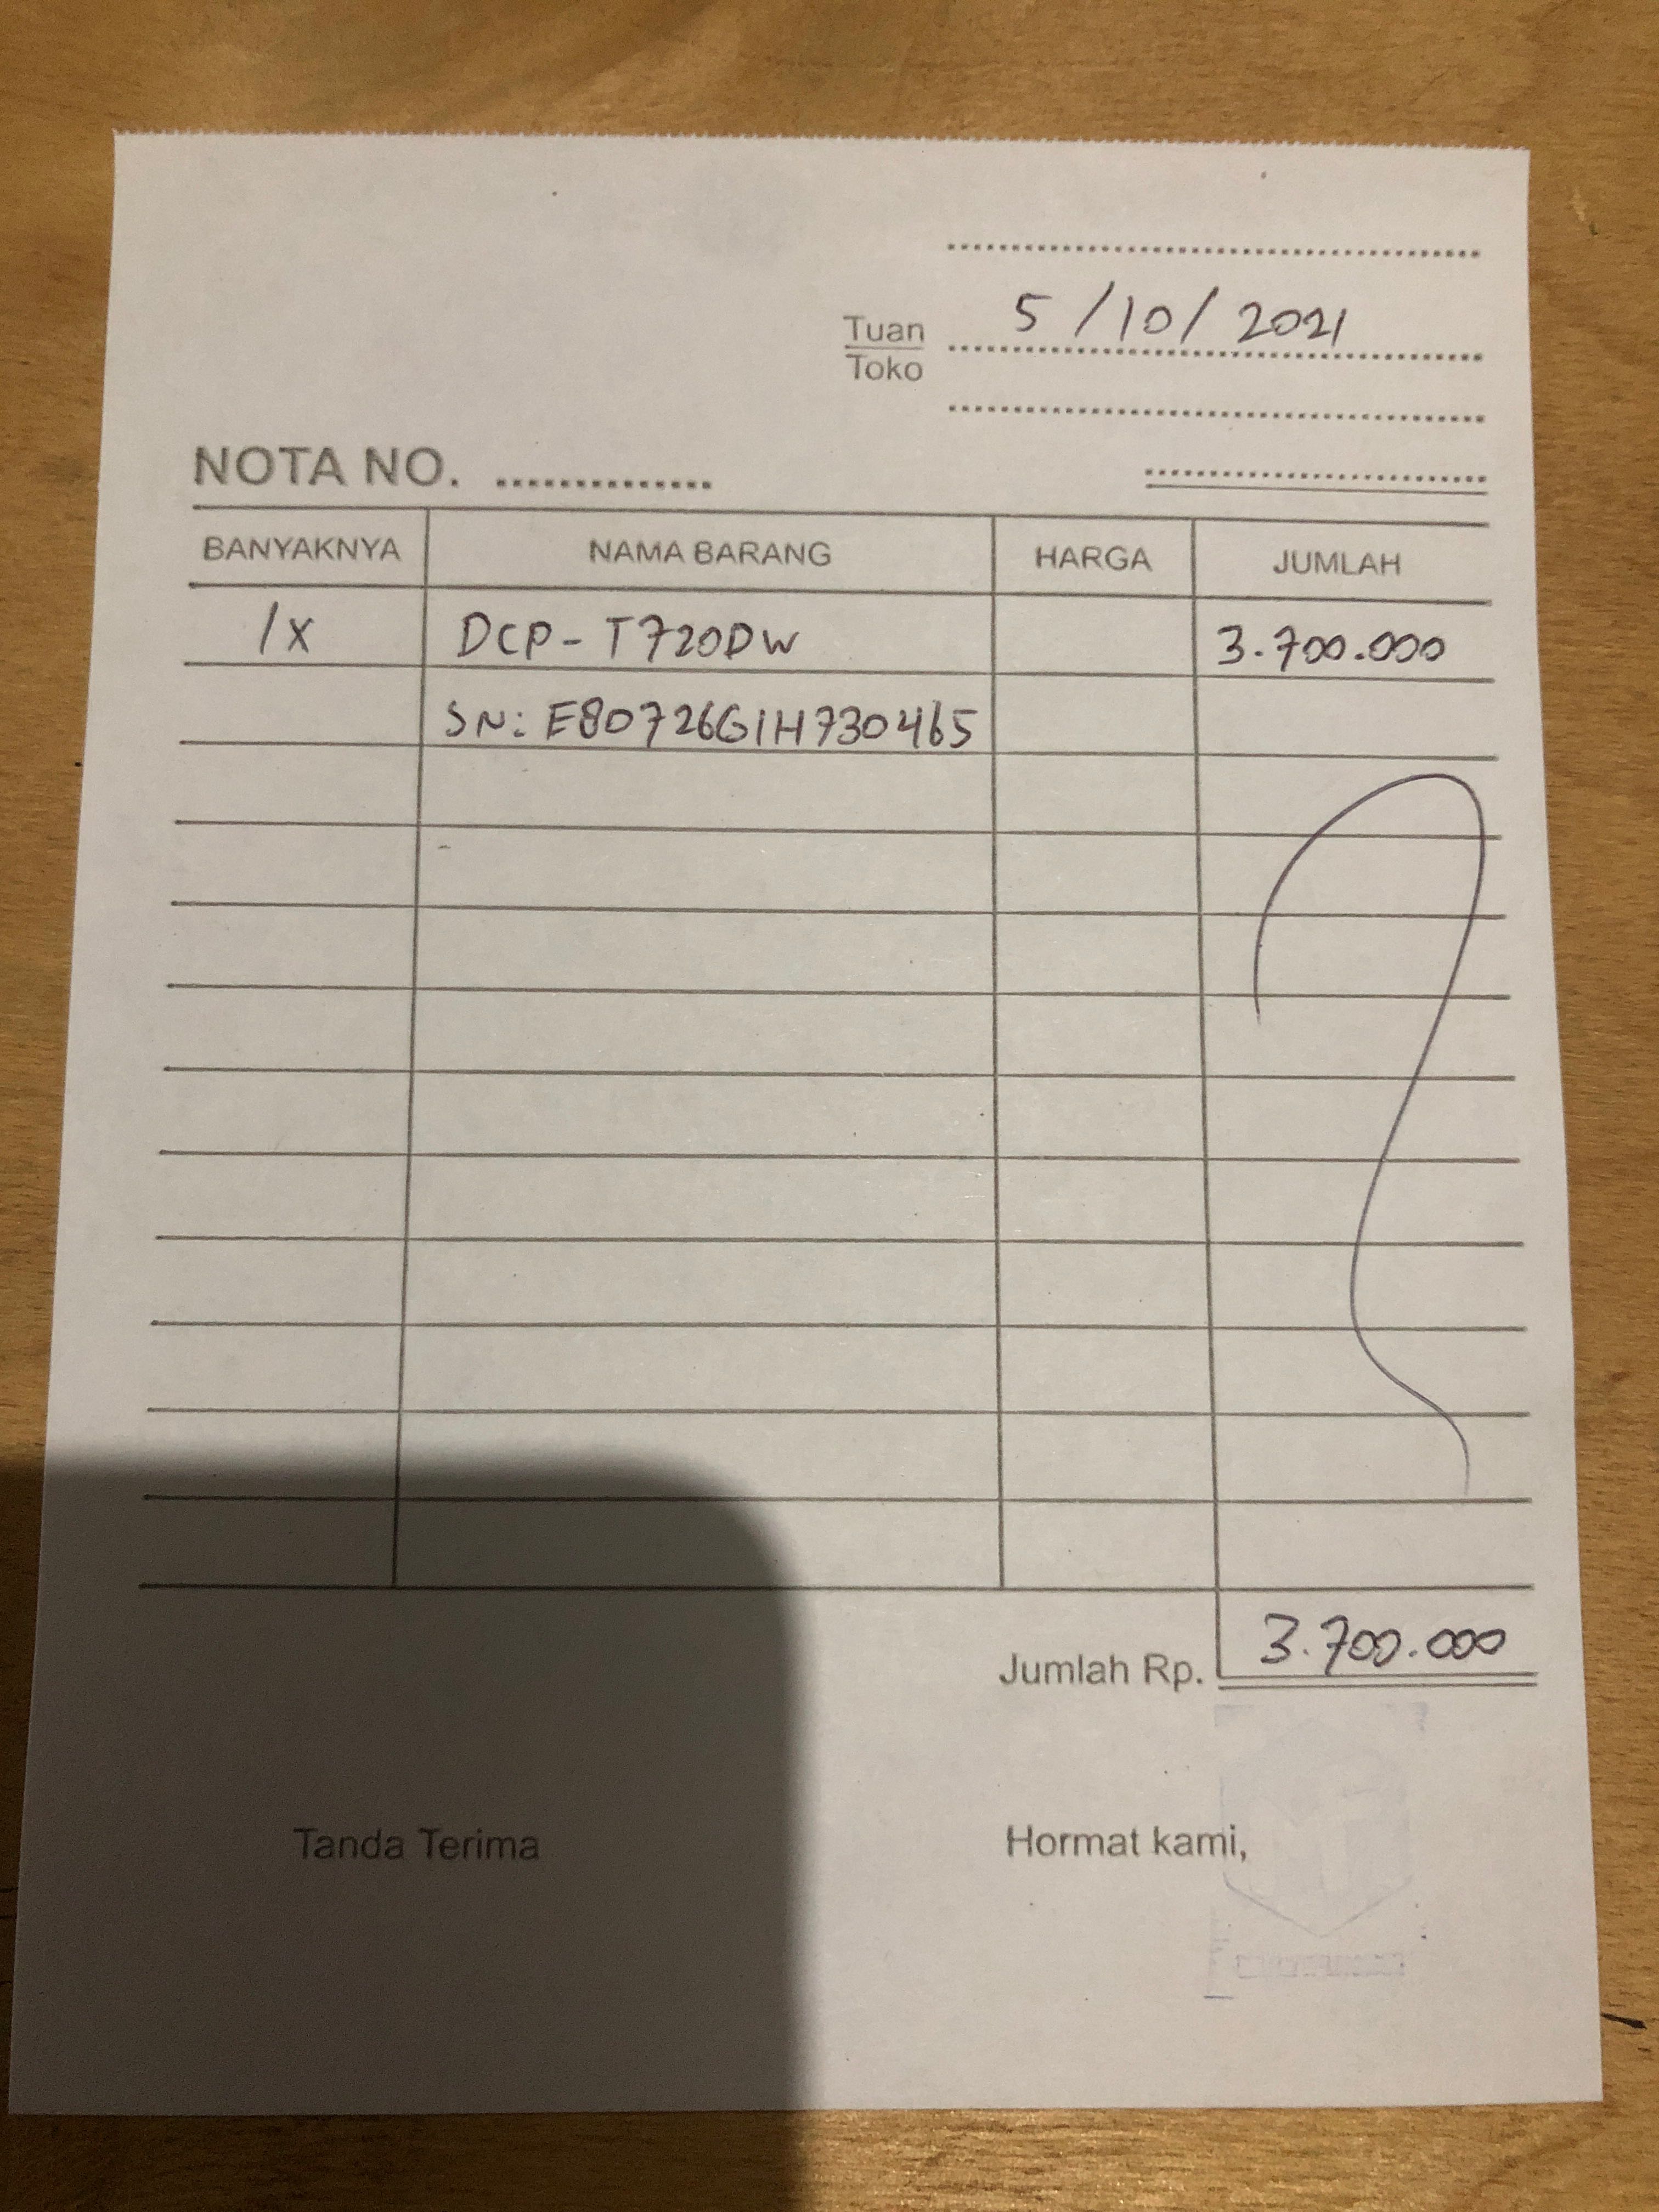 5/10/2021
Tuan
Toko
NOTA NO.
BANYAKNYA NAMA BARANG HARGA JUMLAH
1X DCP-T720DW 3.700.000
SN: E80726G1H730465
Jumlah Rp. 3.700.000
Tanda Terima Hormat kami,